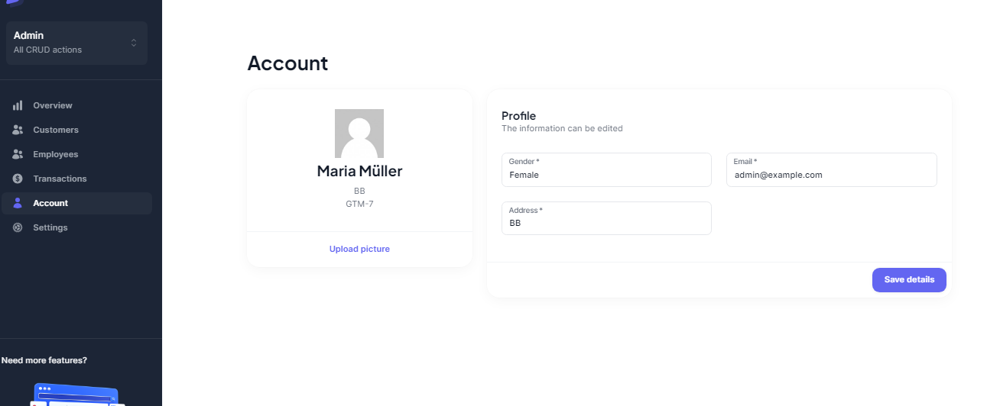 Admin
All CRUD actions
Overview
Customers
Employees
Transactions
Account
Settings
Need more features?
Account
Maria Müller
BB
GTM-7
Upload picture
Profile
The information can be edited
Gender *
Female
Email *
admin@example.com
Address *
BB
Save details